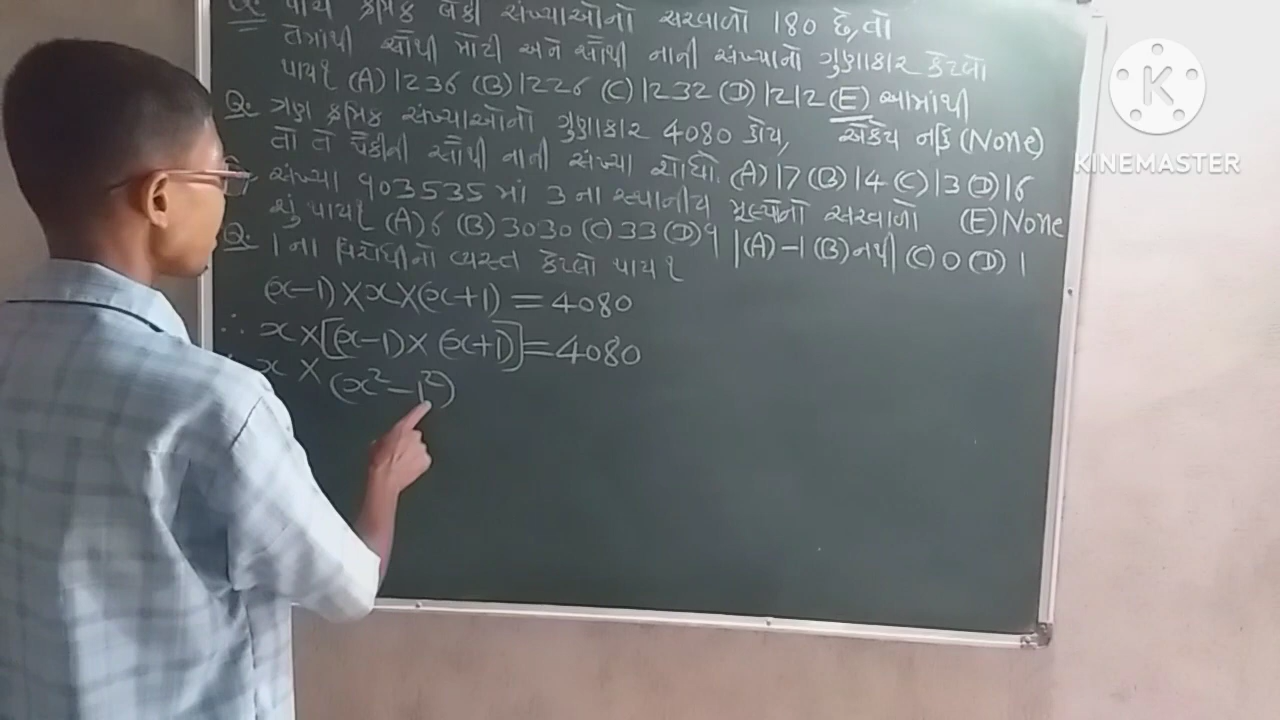 Q. પાંચ ક્રમિક બેકી સંખ્યાઓનો સરવાળો 180 છે, તો
તેમાંથી સૌથી મોટી અને સૌથી નાની સંખ્યાનો ગુણાકાર કેટલો
થાય? (A) 1236 (B) 1226 (C) 1232 (D) 1212 (E) આમાંથી
એકેય નહિ (None)
Q. ત્રણ ક્રમિક સંખ્યાઓનો ગુણાકાર 4080 હોય,
તો તે પૈકીની સૌથી નાની સંખ્યા શોધો. (A) 17 (B) 14 (C) 13 (D) 16
(E) None
સંખ્યા 903535 માં 3 ના સ્થાનીય મૂલ્યોનો સરવાળો
શું થાય? (A) 6 (B) 3030 (C) 33 (D) 9
Q. 1 ના વિરોધીનો વ્યસ્ત કેટલો થાય?
(A) -1 (B) નથી (C) 0 (D) 1
(x-1)×x×(x+1) = 4080
∴ x×[(x-1)×(x+1)] = 4080
x × (x²-1²)
K
KINEMASTER